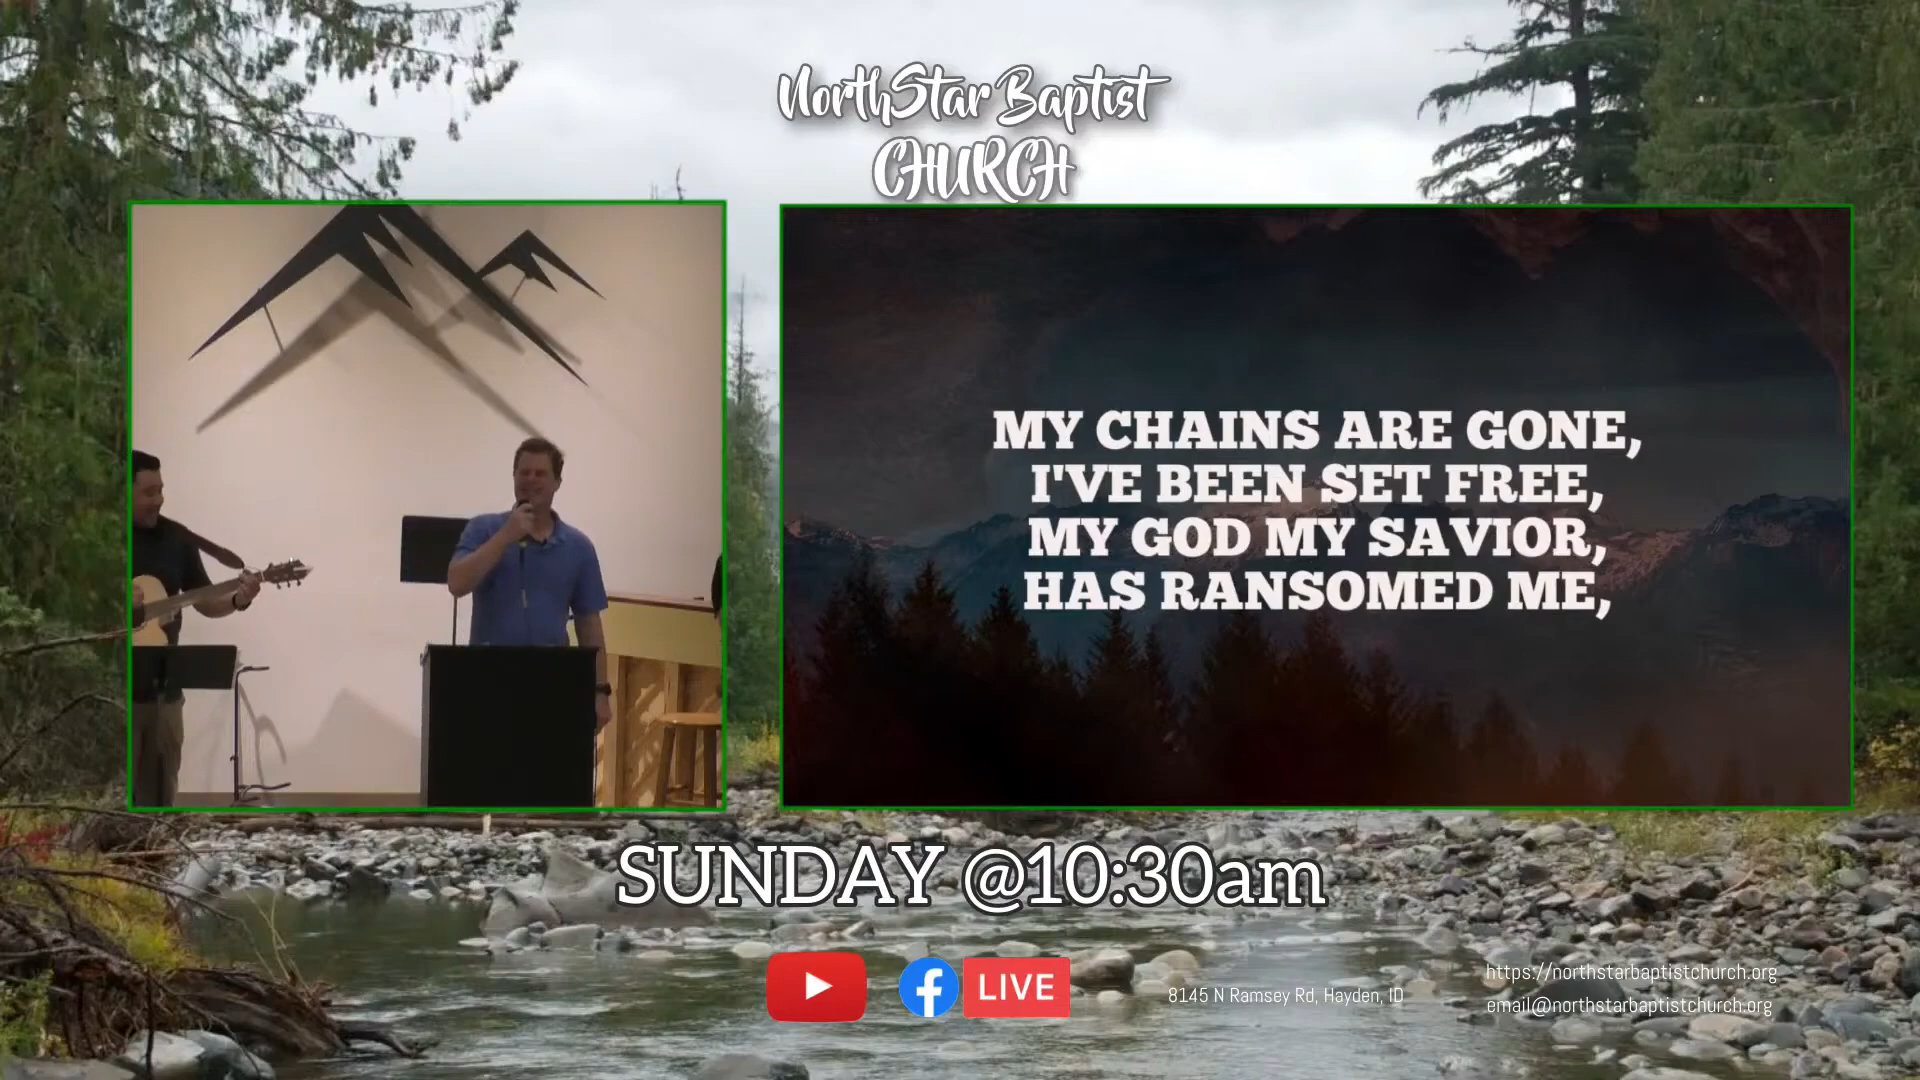 NorthStar Baptist
CHURCH
MY CHAINS ARE GONE,
I'VE BEEN SET FREE,
MY GOD MY SAVIOR,
HAS RANSOMED ME,
SUNDAY @10:30am
LIVE
8145 N Ramsey Rd, Hayden, ID
https://northstarbaptistchurch.org
email@northstarbaptistchurch.org